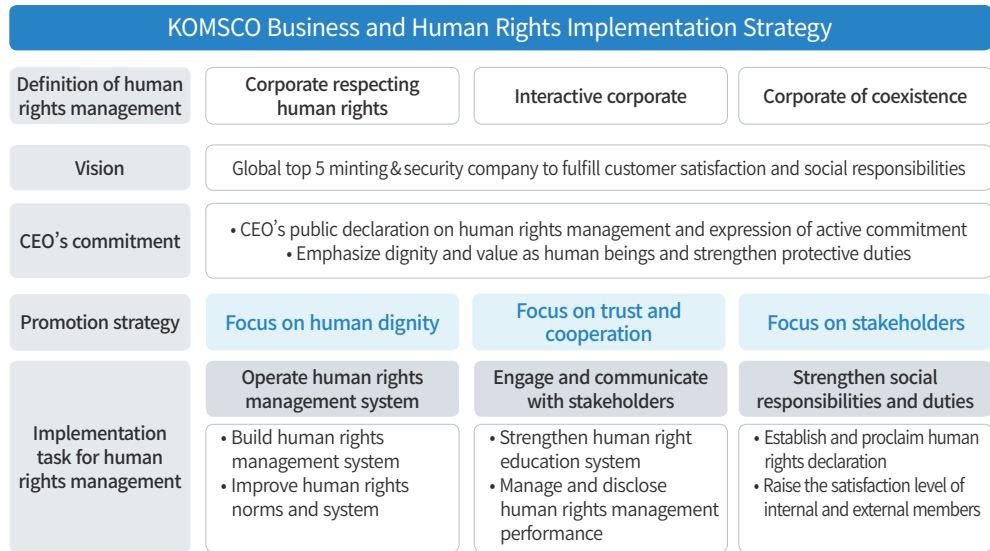 KOMSCO Business and Human Rights Implementation Strategy
Definition of human
rights management
Corporate respecting
human rights
Interactive corporate
Corporate of coexistence
Vision
Global top 5 minting & security company to fulfill customer satisfaction and social responsibilities
CEO's commitment
• CEO's public declaration on human rights management and expression of active commitment
• Emphasize dignity and value as human beings and strengthen protective duties
Promotion strategy
Focus on human dignity
Focus on trust and
cooperation
Focus on stakeholders
Implementation
task for human
rights management
Operate human rights
management system
• Build human rights
management system
• Improve human rights
norms and system
Engage and communicate
with stakeholders
• Strengthen human right
education system
• Manage and disclose
human rights management
performance
Strengthen social
responsibilities and duties
• Establish and proclaim human
rights declaration
• Raise the satisfaction level of
internal and external members